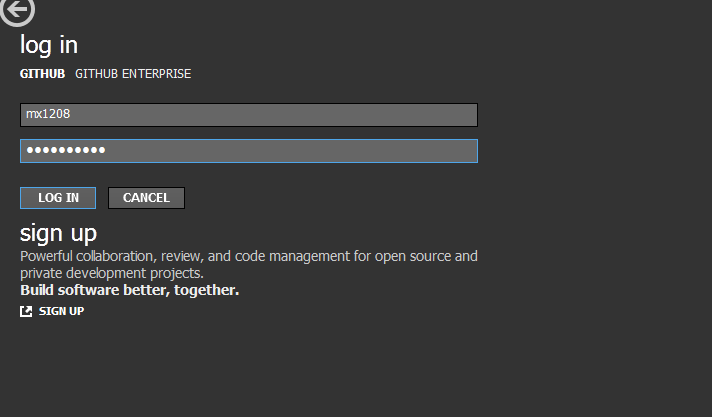 log in
GITHUB GITHUB ENTERPRISE
mx1208
●●●●●●●●●●
LOG IN CANCEL
sign up
Powerful collaboration, review, and code management for open source and
private development projects.
Build software better, together.
SIGN UP